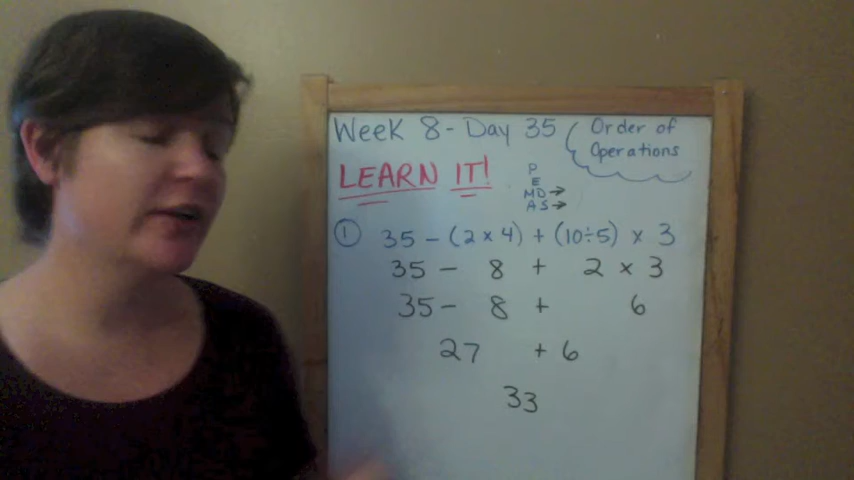 Week 8 - Day 35
Order of
Operations
LEARN IT!
P
E
MD →
AS →
① 35 - (2 × 4) + (10 ÷ 5) × 3
35 - 8 + 2 × 3
35 - 8 + 6
27 + 6
33